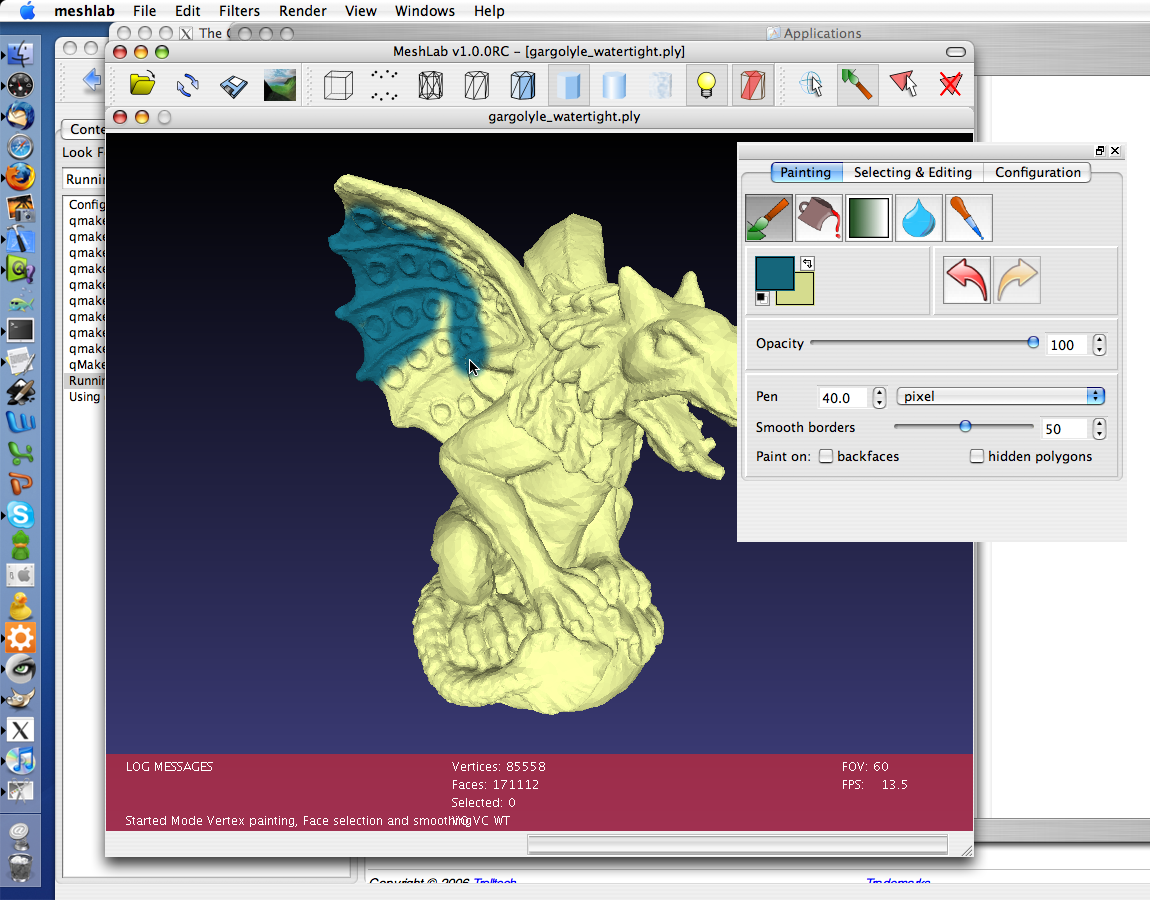 meshlab File Edit Filters Render View Windows Help
X The
Applications
MeshLab v1.0.0RC – [gargolyle_watertight.ply]
gargolyle_watertight.ply
Conte
Look F
Runnin
Config
qmake
qmake
qmake
qmake
qmake
qmake
qmake
qmake
qmake
qMake
Runnin
Using
Painting Selecting & Editing Configuration
Opacity 100
Pen 40.0 pixel
Smooth borders 50
Paint on: backfaces hidden polygons
LOG MESSAGES Vertices: 85558 FOV: 60
Faces: 171112 FPS: 13.5
Selected: 0
Started Mode Vertex painting, Face selection and smoothing VC WT
Copyright © 2006 Trolltech Trademarks